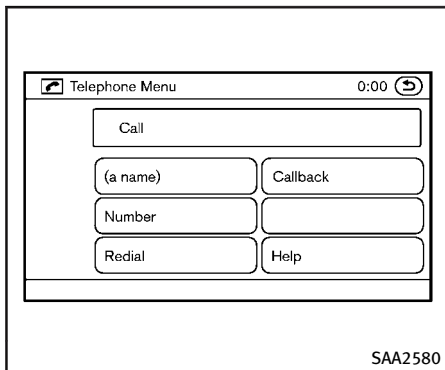 Telephone Menu 0:00
Call
(a name) Callback
Number
Redial Help
SAA2580